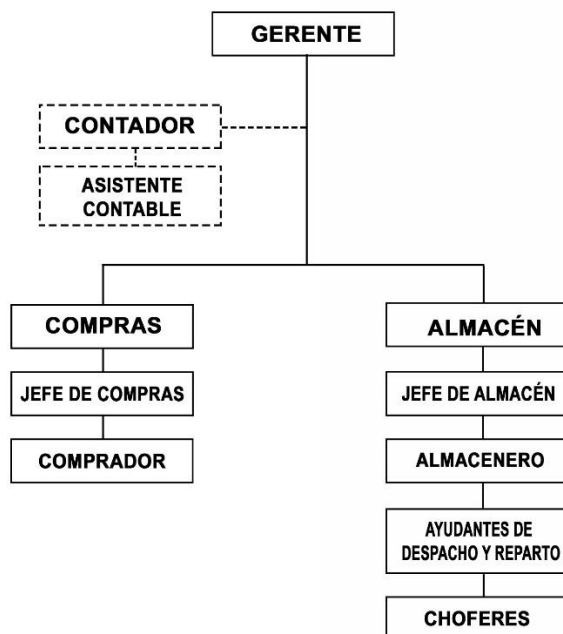 GERENTE
CONTADOR
ASISTENTE
CONTABLE
COMPRAS
JEFE DE COMPRAS
COMPRADOR
ALMACÉN
JEFE DE ALMACÉN
ALMACENERO
AYUDANTES DE
DESPACHO Y REPARTO
CHOFERES